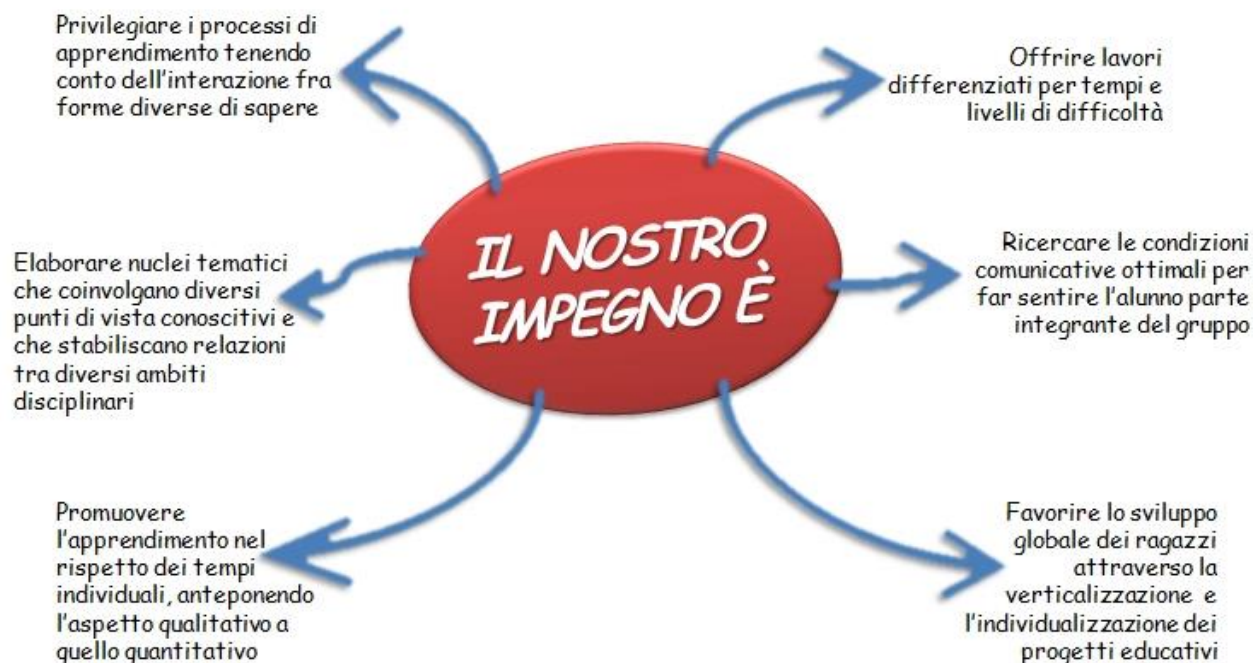 Privilegiare i processi di
apprendimento tenendo
conto dell'interazione fra
forme diverse di sapere
Offrire lavori
differenziati per tempi e
livelli di difficoltà
IL NOSTRO
IMPEGNO È
Elaborare nuclei tematici
che coinvolgano diversi
punti di vista conoscitivi e
che stabiliscano relazioni
tra diversi ambiti
disciplinari
Ricercare le condizioni
comunicative ottimali per
far sentire l'alunno parte
integrante del gruppo
Promuovere
l'apprendimento nel
rispetto dei tempi
individuali, anteponendo
l'aspetto qualitativo a
quello quantitativo
Favorire lo sviluppo
globale dei ragazzi
attraverso la
verticalizzazione e
l'individualizzazione dei
progetti educativi